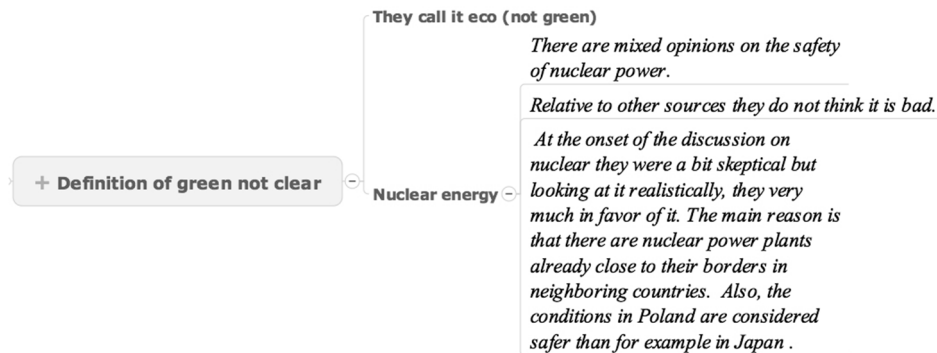 They call it eco (not green)
There are mixed opinions on the safety
of nuclear power.
Relative to other sources they do not think it is bad.
Definition of green not clear
Nuclear energy
At the onset of the discussion on
nuclear they were a bit skeptical but
looking at it realistically, they very
much in favor of it. The main reason is
that there are nuclear power plants
already close to their borders in
neighboring countries.  Also, the
conditions in Poland are considered
safer than for example in Japan .